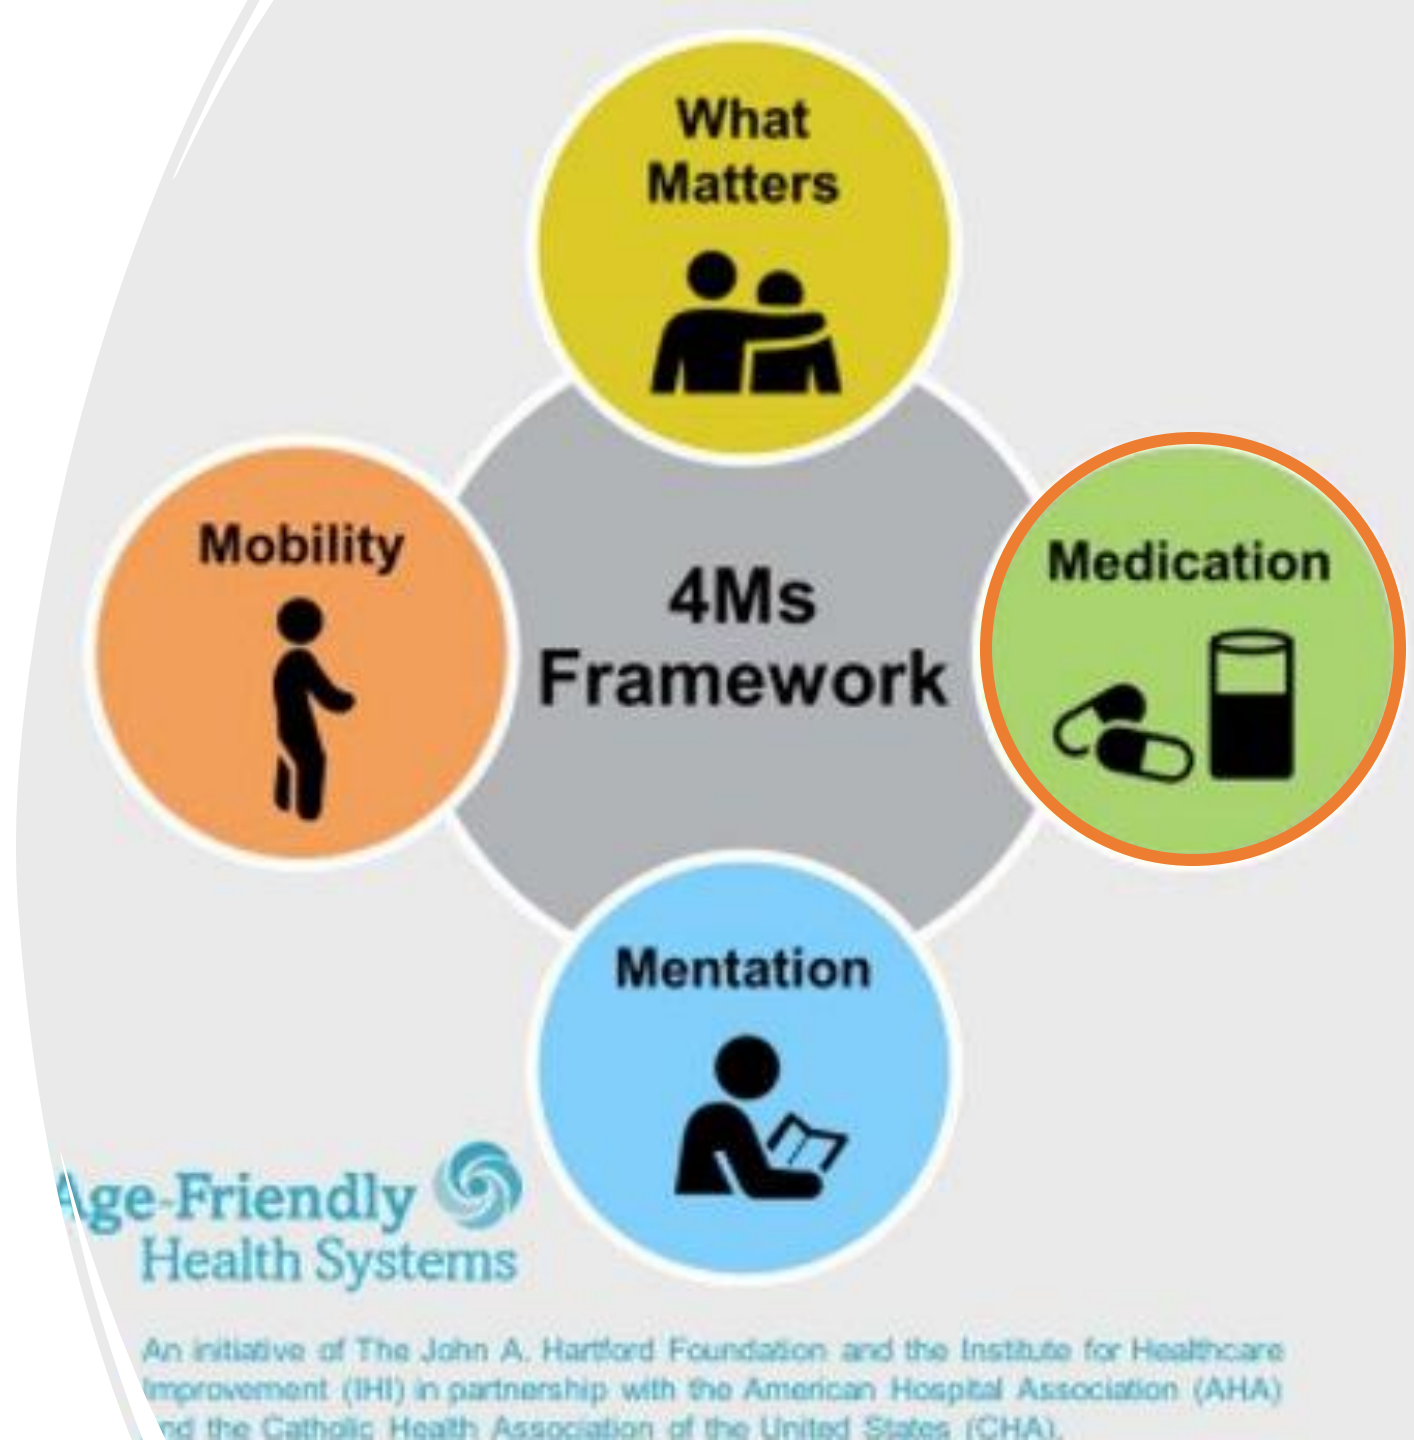 What
Matters
Mobility
4Ms
Framework
Medication
Mentation
Age-Friendly
Health Systems
An initiative of The John A. Hartford Foundation and the Institute for Healthcare
Improvement (IHI) in partnership with the American Hospital Association (AHA)
and the Catholic Health Association of the United States (CHA).